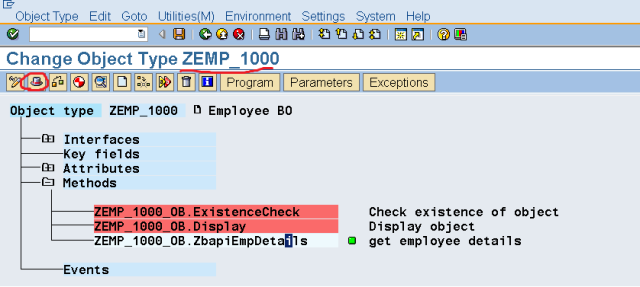 Object Type Edit Goto Utilities(M) Environment Settings System Help
Change Object Type ZEMP_1000
Program Parameters Exceptions
Object type ZEMP_1000 Employee BO
Interfaces
Key fields
Attributes
Methods
ZEMP_1000_OB.ExistenceCheck Check existence of object
ZEMP_1000_OB.Display Display object
ZEMP_1000_OB.ZbapiEmpDetails get employee details
Events